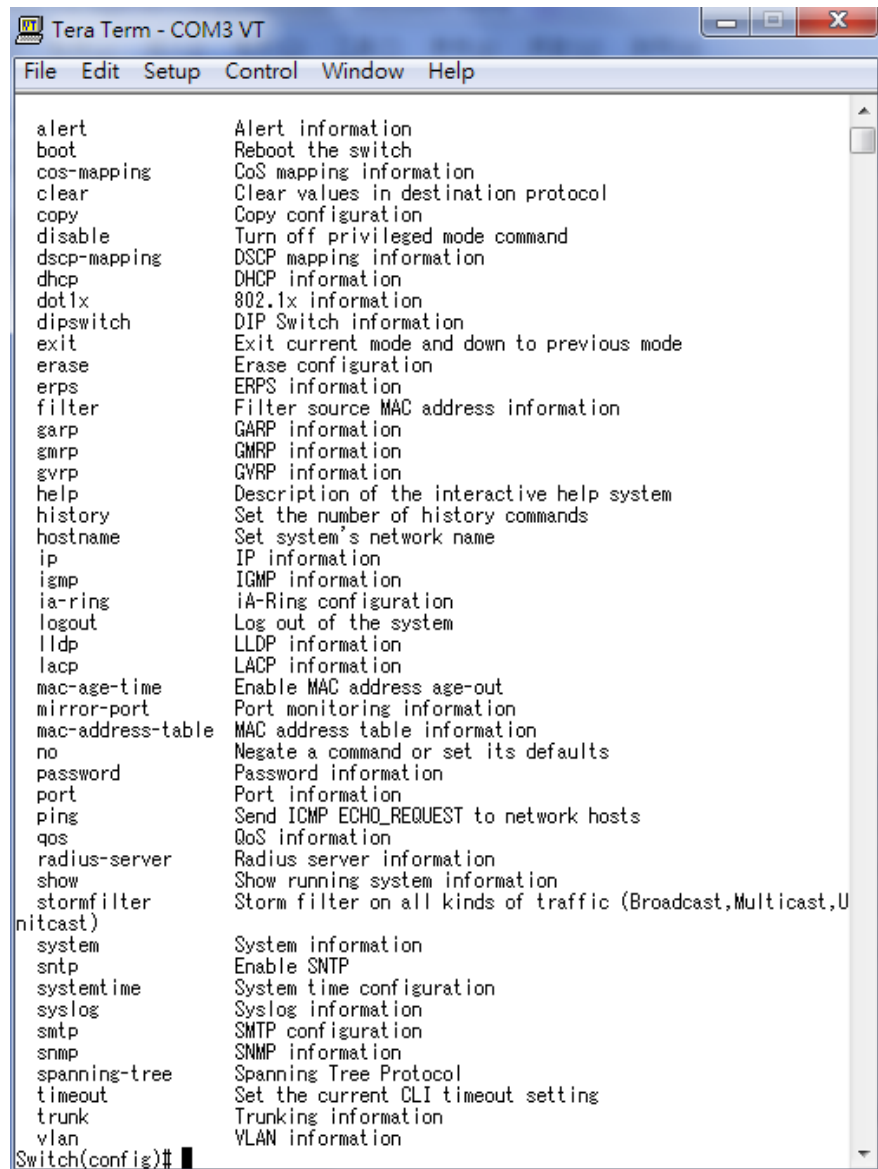 Tera Term - COM3 VT
File Edit Setup Control Window Help
alert Alert information
boot Reboot the switch
cos-mapping CoS mapping information
clear Clear values in destination protocol
copy Copy configuration
disable Turn off privileged mode command
dscp-mapping DSCP mapping information
dhcp DHCP information
dot1x 802.1x information
dipswitch DIP Switch information
exit Exit current mode and down to previous mode
erase Erase configuration
erps ERPS information
filter Filter source MAC address information
garp GARP information
gmrp GMRP information
gvrp GVRP information
help Description of the interactive help system
history Set the number of history commands
hostname Set system's network name
ip IP information
igmp IGMP information
ia-ring iA-Ring configuration
logout Log out of the system
lldp LLDP information
lacp LACP information
mac-age-time Enable MAC address age-out
mirror-port Port monitoring information
mac-address-table MAC address table information
no Negate a command or set its defaults
password Password information
port Port information
ping Send ICMP ECHO_REQUEST to network hosts
qos QoS information
radius-server Radius server information
show Show running system information
stormfilter Storm filter on all kinds of traffic (Broadcast,Multicast,U
nitcast)
system System information
sntp Enable SNTP
systemtime System time configuration
syslog Syslog information
smtp SMTP configuration
snmp SNMP information
spanning-tree Spanning Tree Protocol
timeout Set the current CLI timeout setting
trunk Trunking information
vlan VLAN information
Switch(config)#